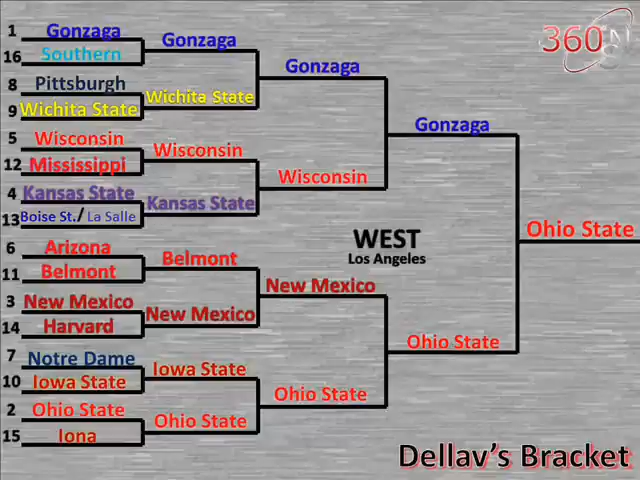 1 Gonzaga
16 Southern
8 Pittsburgh
9 Wichita State
5 Wisconsin
12 Mississippi
4 Kansas State
13 Boise St./ La Salle
6 Arizona
11 Belmont
3 New Mexico
14 Harvard
7 Notre Dame
10 Iowa State
2 Ohio State
15 Iona
Gonzaga
Wichita State
Wisconsin
Kansas State
Belmont
New Mexico
Iowa State
Ohio State
Gonzaga
Wisconsin
New Mexico
Ohio State
Gonzaga
Ohio State
Ohio State
WEST
Los Angeles
360
NS
Dellav's Bracket